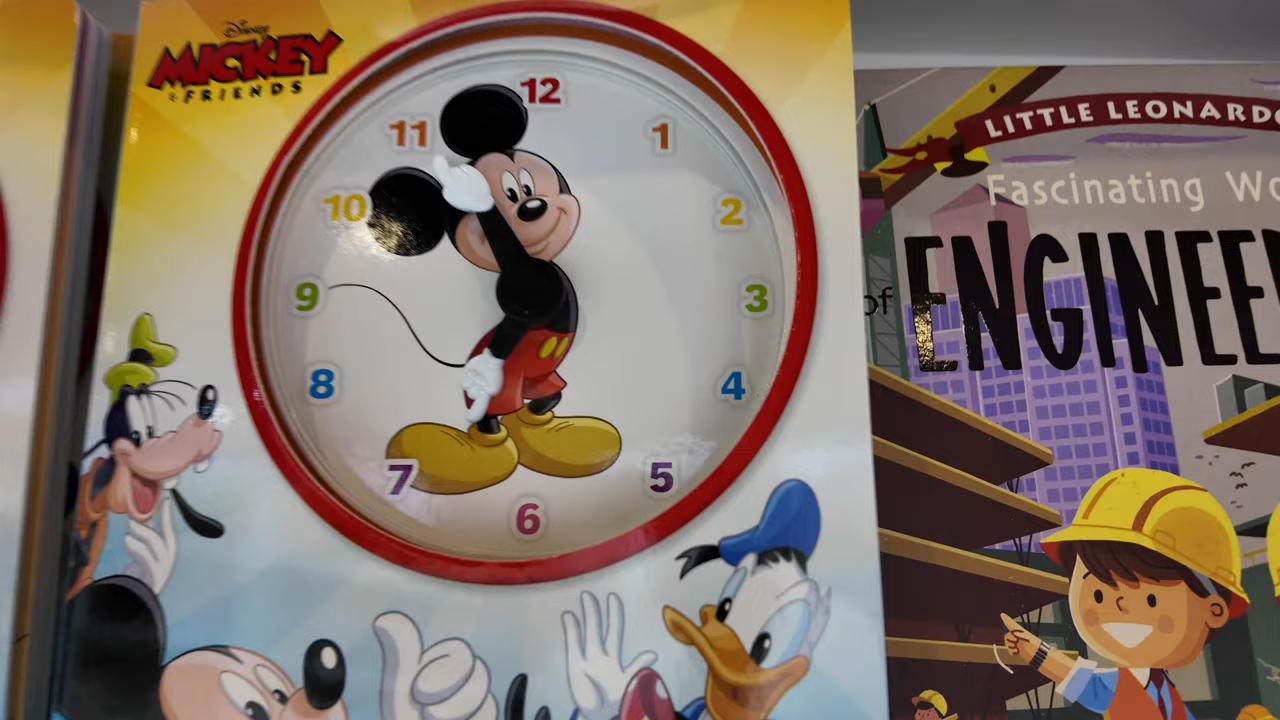 Disney
MICKEY
& FRIENDS
12
11
1
10
2
9
3
8
4
7
5
6
LITTLE LEONARDO
Fascinating
of ENGINEE